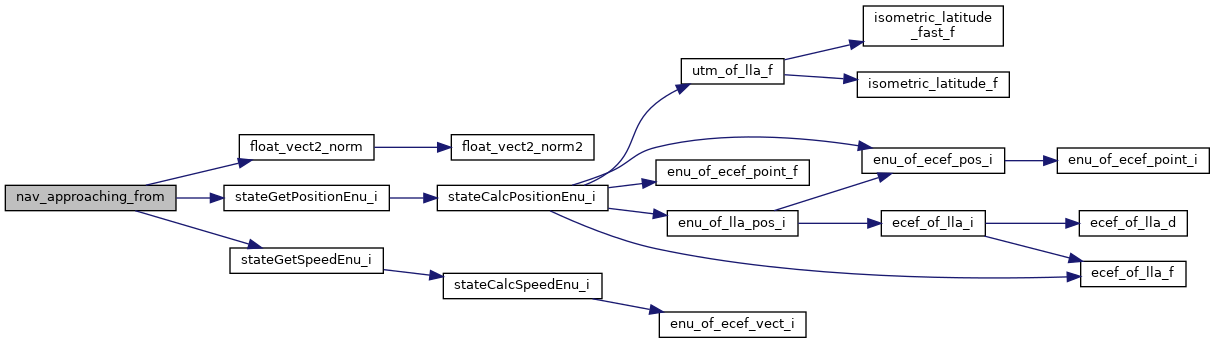 nav_approaching_from
float_vect2_norm
stateGetPositionEnu_i
stateGetSpeedEnu_i
float_vect2_norm2
stateCalcPositionEnu_i
stateCalcSpeedEnu_i
utm_of_lla_f
enu_of_ecef_point_f
enu_of_lla_pos_i
enu_of_ecef_vect_i
isometric_latitude
_fast_f
isometric_latitude_f
enu_of_ecef_pos_i
ecef_of_lla_i
enu_of_ecef_point_i
ecef_of_lla_d
ecef_of_lla_f